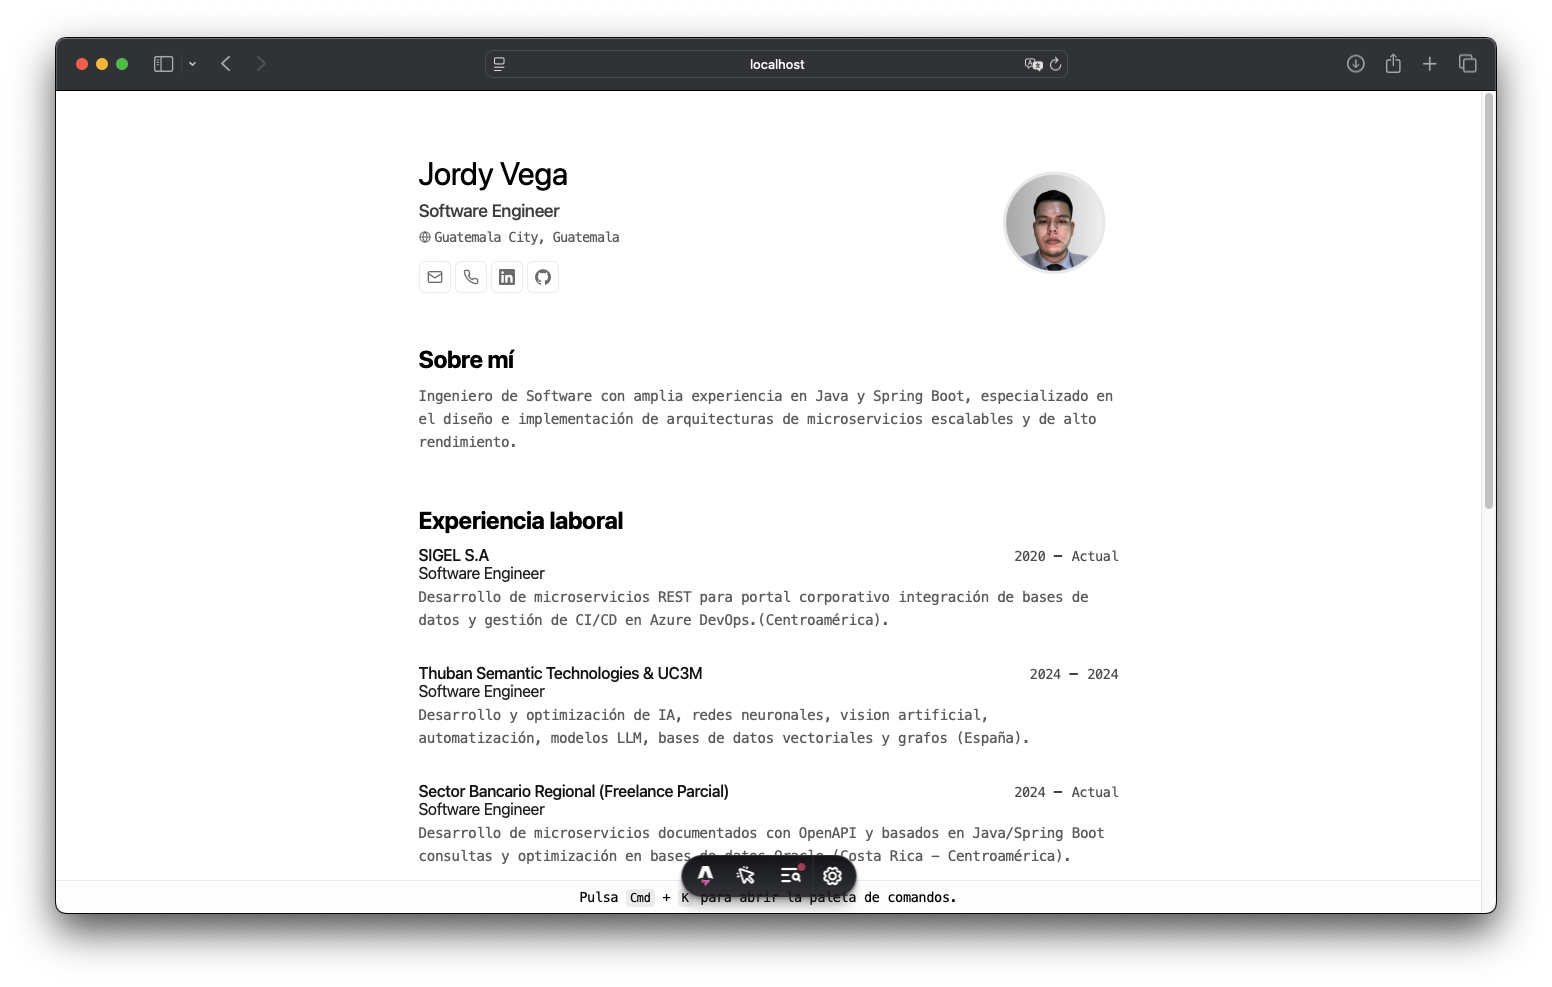 localhost
Jordy Vega
Software Engineer
Guatemala City, Guatemala
Sobre mí
Ingeniero de Software con amplia experiencia en Java y Spring Boot, especializado en
el diseño e implementación de arquitecturas de microservicios escalables y de alto
rendimiento.
Experiencia laboral
SIGEL S.A 2020 — Actual
Software Engineer
Desarrollo de microservicios REST para portal corporativo integración de bases de
datos y gestión de CI/CD en Azure DevOps.(Centroamérica).
Thuban Semantic Technologies & UC3M 2024 — 2024
Software Engineer
Desarrollo y optimización de IA, redes neuronales, vision artificial,
automatización, modelos LLM, bases de datos vectoriales y grafos (España).
Sector Bancario Regional (Freelance Parcial) 2024 — Actual
Software Engineer
Desarrollo de microservicios documentados con OpenAPI y basados en Java/Spring Boot
consultas y optimización en bases de datos Oracle (Costa Rica – Centroamérica).
Pulsa Cmd + K para abrir la paleta de comandos.